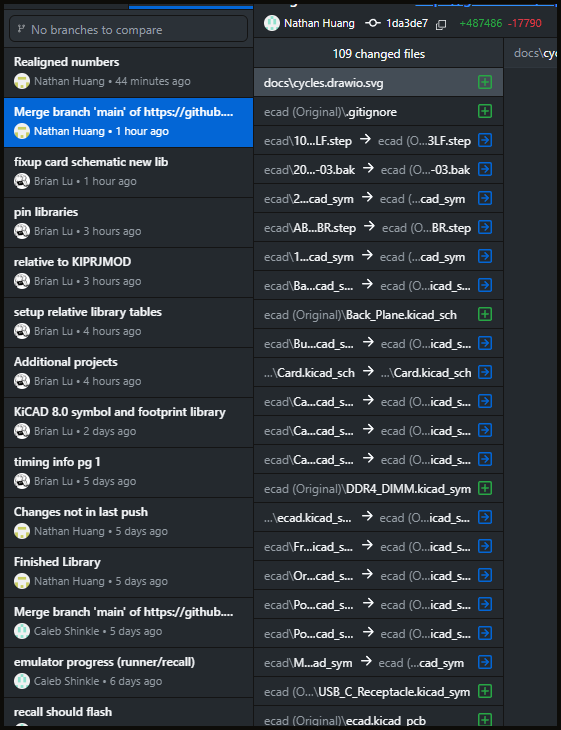 No branches to compare
Realigned numbers
Nathan Huang • 44 minutes ago
Merge branch 'main' of https://github....
Nathan Huang • 1 hour ago
fixup card schematic new lib
Brian Lu • 1 hour ago
pin libraries
Brian Lu • 3 hours ago
relative to KIPRJMOD
Brian Lu • 3 hours ago
setup relative library tables
Brian Lu • 4 hours ago
Additional projects
Brian Lu • 4 hours ago
KiCAD 8.0 symbol and footprint library
Brian Lu • 2 days ago
timing info pg 1
Brian Lu • 5 days ago
Changes not in last push
Nathan Huang • 5 days ago
Finished Library
Nathan Huang • 5 days ago
Merge branch 'main' of https://github....
Caleb Shinkle • 5 days ago
emulator progress (runner/recall)
Caleb Shinkle • 6 days ago
recall should flash
Nathan Huang 1da3de7 +487486 -17790
109 changed files
docs\cycles.drawio.svg
ecad (Original)\.gitignore
ecad\10...LF.step → ecad (O...3LF.step
ecad\20...-03.bak → ecad (O...-03.bak
ecad\2...cad_sym → ecad (...cad_sym
ecad\AB...BR.step → ecad (O...BR.step
ecad\1...cad_sym → ecad (...cad_sym
ecad\Ba...cad_s... → ecad (O...icad_s...
ecad (Original)\Back_Plane.kicad_sch
ecad\Bu...cad_s... → ecad (O...icad_s...
...\Card.kicad_sch → ...\Card.kicad_sch
ecad\Ca...cad_s... → ecad (O...icad_s...
ecad\Ca...cad_s... → ecad (O...icad_s...
ecad\Ca...cad_s... → ecad (O...icad_s...
ecad (Original)\DDR4_DIMM.kicad_sym
...\ecad.kicad_s... → ecad (O...icad_s...
ecad\Fr...icad_s... → ecad (O...icad_s...
ecad\Or...cad_s... → ecad (O...icad_s...
ecad\Po...cad_s... → ecad (O...icad_s...
ecad\Po...cad_s... → ecad (O...icad_s...
ecad\M...ad_sym → ecad (...cad_sym
ecad (O...\USB_C_Receptacle.kicad_sym
ecad (Original)\ecad.kicad_pcb
docs\cyc